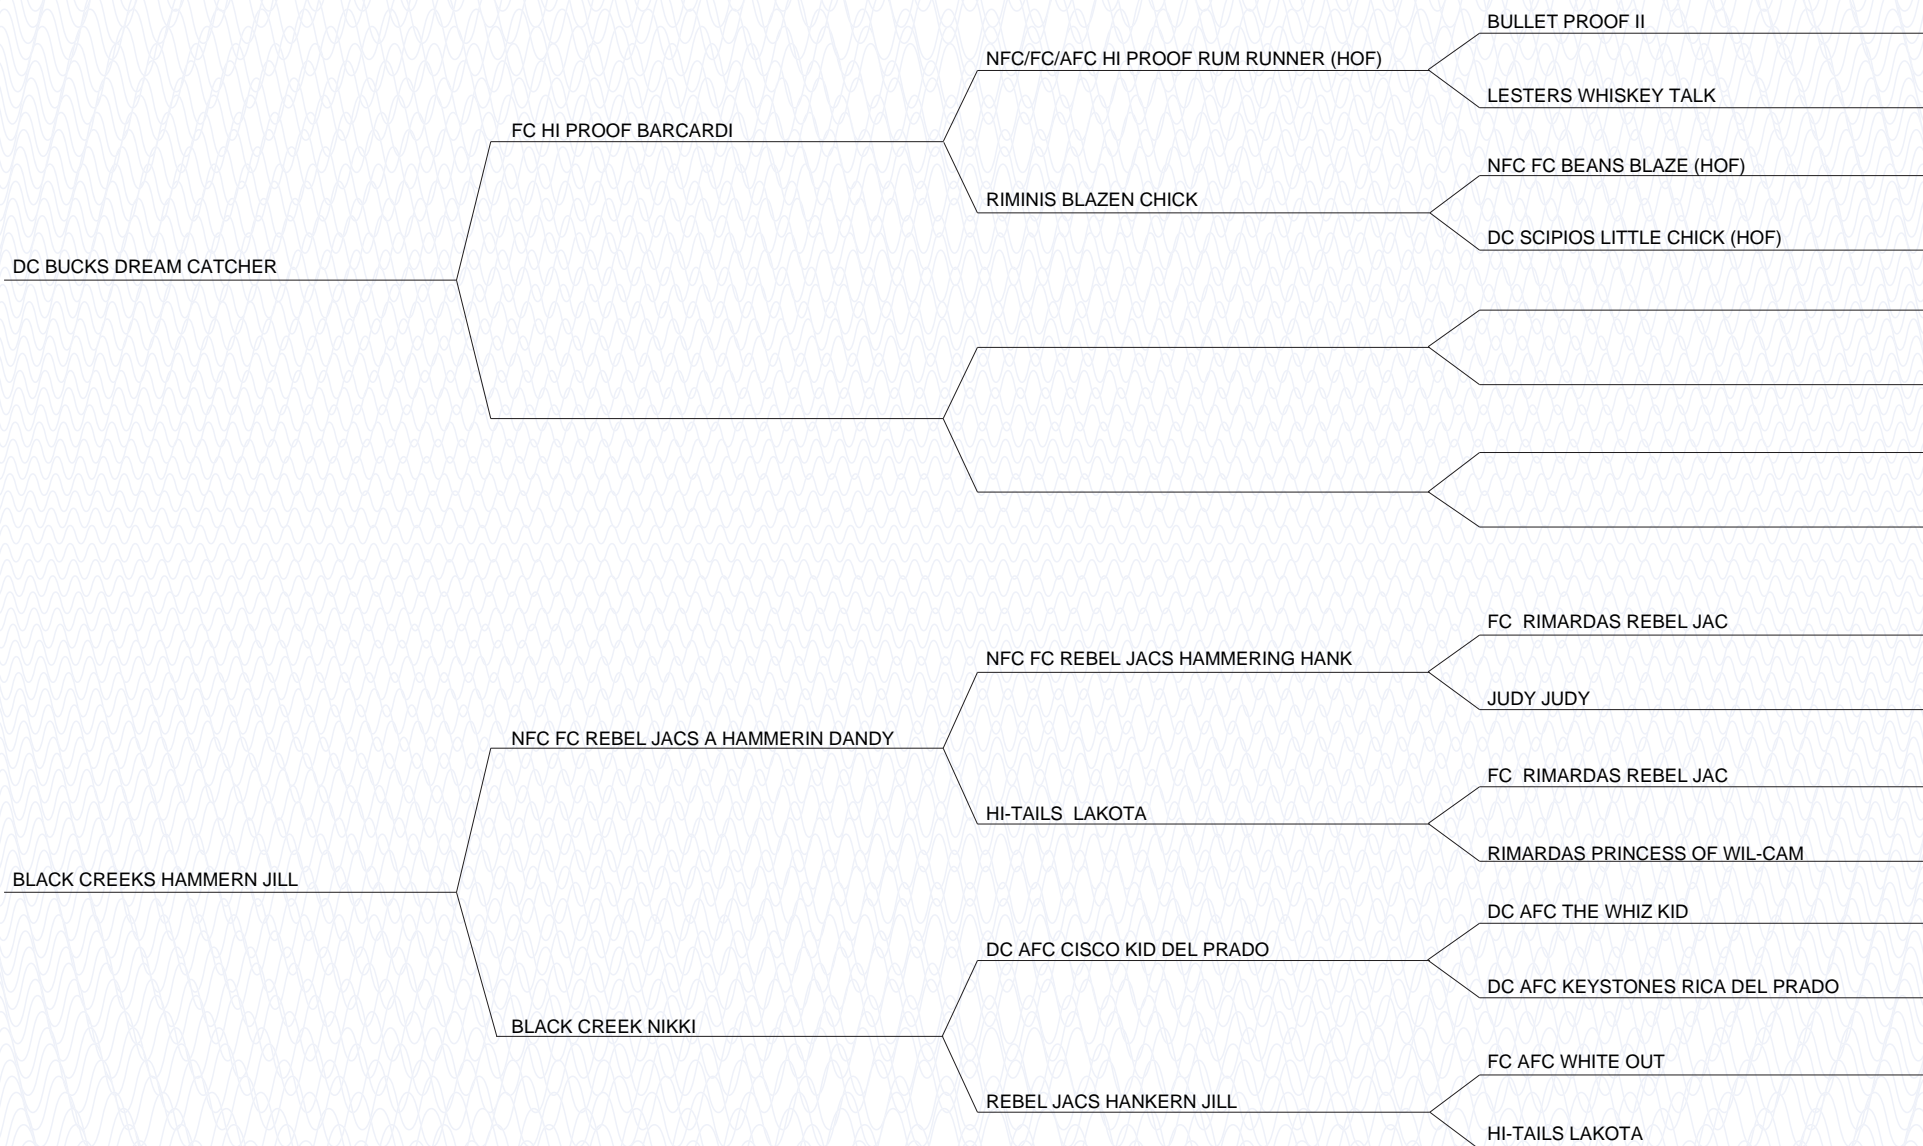 BULLET PROOF II
NFC/FC/AFC HI PROOF RUM RUNNER (HOF)
LESTERS WHISKEY TALK
FC HI PROOF BARCARDI
NFC FC BEANS BLAZE (HOF)
RIMINIS BLAZEN CHICK
DC SCIPIOS LITTLE CHICK (HOF)
DC BUCKS DREAM CATCHER
FC  RIMARDAS REBEL JAC
NFC FC REBEL JACS HAMMERING HANK
JUDY JUDY
NFC FC REBEL JACS A HAMMERIN DANDY
FC  RIMARDAS REBEL JAC
HI-TAILS  LAKOTA
RIMARDAS PRINCESS OF WIL-CAM
BLACK CREEKS HAMMERN JILL
DC AFC THE WHIZ KID
DC AFC CISCO KID DEL PRADO
DC AFC KEYSTONES RICA DEL PRADO
BLACK CREEK NIKKI
FC AFC WHITE OUT
REBEL JACS HANKERN JILL
HI-TAILS LAKOTA